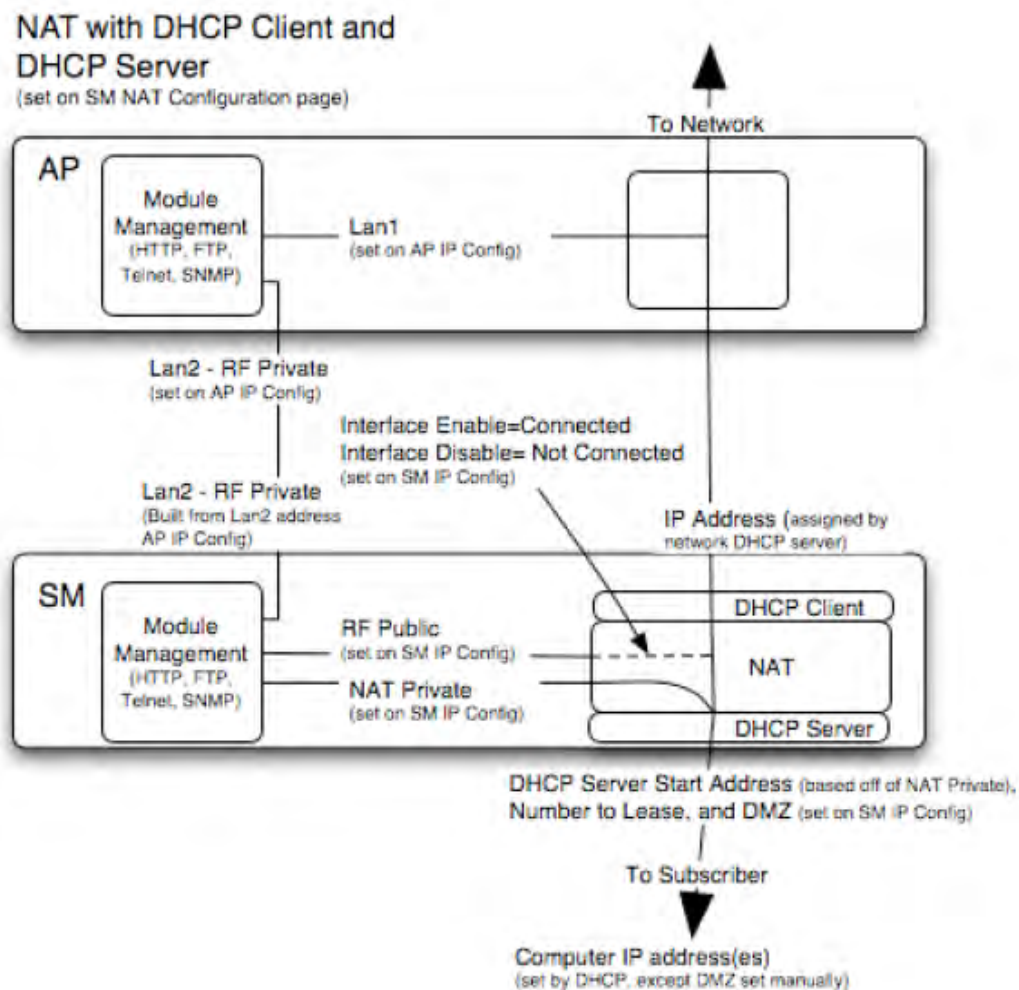 NAT with DHCP Client and
DHCP Server
(set on SM NAT Configuration page)
To Network
AP
Module
Management
(HTTP, FTP,
Telnet, SNMP)
Lan1
(set on AP IP Config)
Lan2 - RF Private
(set on AP IP Config)
Interface Enable=Connected
Interface Disable= Not Connected
(set on SM IP Config)
Lan2 - RF Private
(Built from Lan2 address
AP IP Config)
IP Address (assigned by
network DHCP server)
SM
Module
Management
(HTTP, FTP,
Telnet, SNMP)
RF Public
(set on SM IP Config)
NAT Private
(set on SM IP Config)
DHCP Client
NAT
DHCP Server
DHCP Server Start Address (based off of NAT Private),
Number to Lease, and DMZ (set on SM IP Config)
To Subscriber
Computer IP address(es)
(set by DHCP, except DMZ set manually)